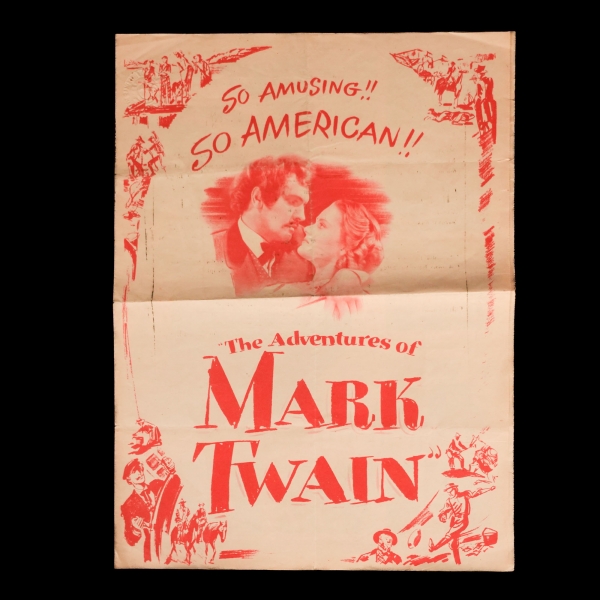 SO AMUSING!!
SO AMERICAN!!
"The Adventures of
MARK
TWAIN"